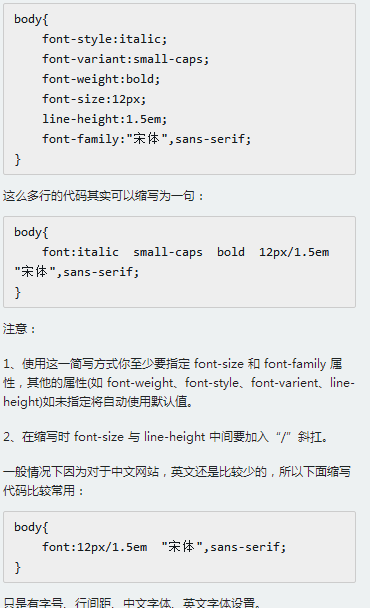 body{
font-style:italic;
font-variant:small-caps;
font-weight:bold;
font-size:12px;
line-height:1.5em;
font-family:"宋体",sans-serif;
}
这么多行的代码其实可以缩写为一句：
body{
font:italic small-caps bold 12px/1.5em
"宋体",sans-serif;
}
注意：
1、使用这一简写方式你至少要指定 font-size 和 font-family 属
性，其他的属性(如 font-weight、font-style、font-varient、line-
height)如未指定将自动使用默认值。
2、在缩写时 font-size 与 line-height 中间要加入“/”斜扛。
一般情况下因为对于中文网站，英文还是比较少的，所以下面缩写
代码比较常用：
body{
font:12px/1.5em "宋体",sans-serif;
}
只是有字号、行间距、中文字体、英文字体设置。